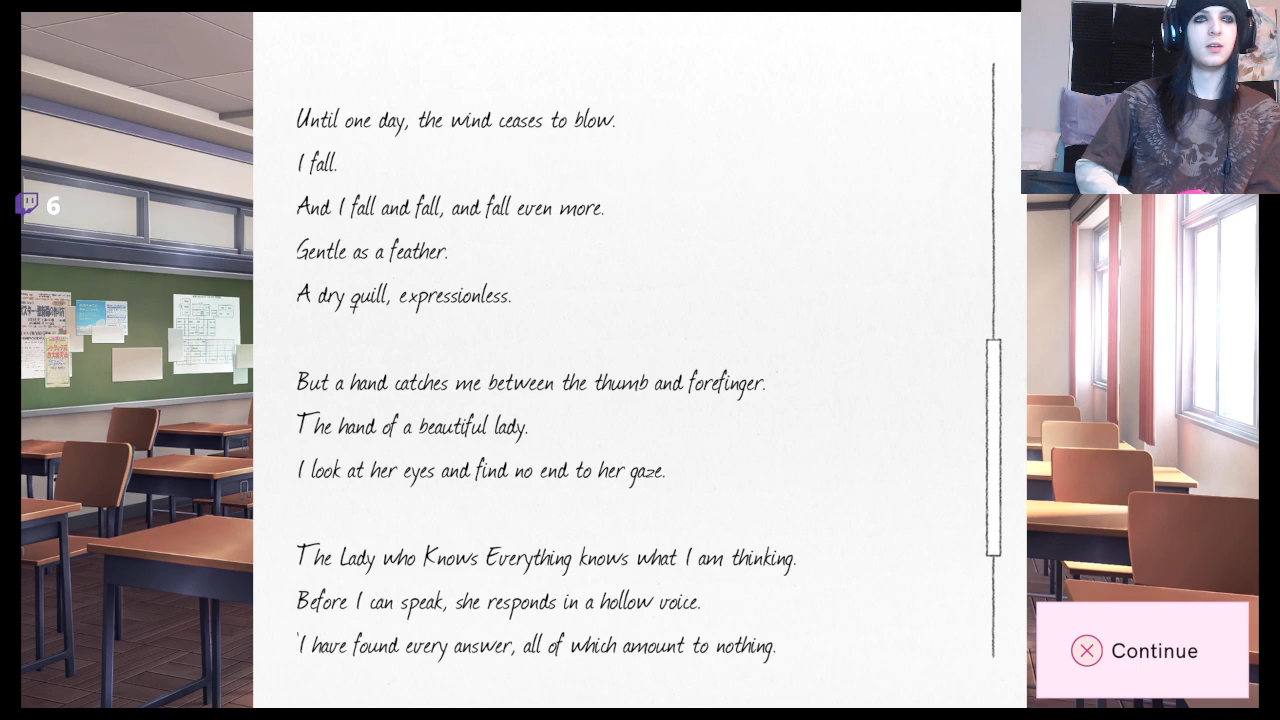 Until one day, the wind ceases to blow.
I fall.
And I fall and fall, and fall even more.
Gentle as a feather.
A dry quill, expressionless.
But a hand catches me between the thumb and forefinger.
The hand of a beautiful lady.
I look at her eyes and find no end to her gaze.
The Lady who Knows Everything knows what I am thinking.
Before I can speak, she responds in a hollow voice.
'I have found every answer, all of which amount to nothing.
6
Continue